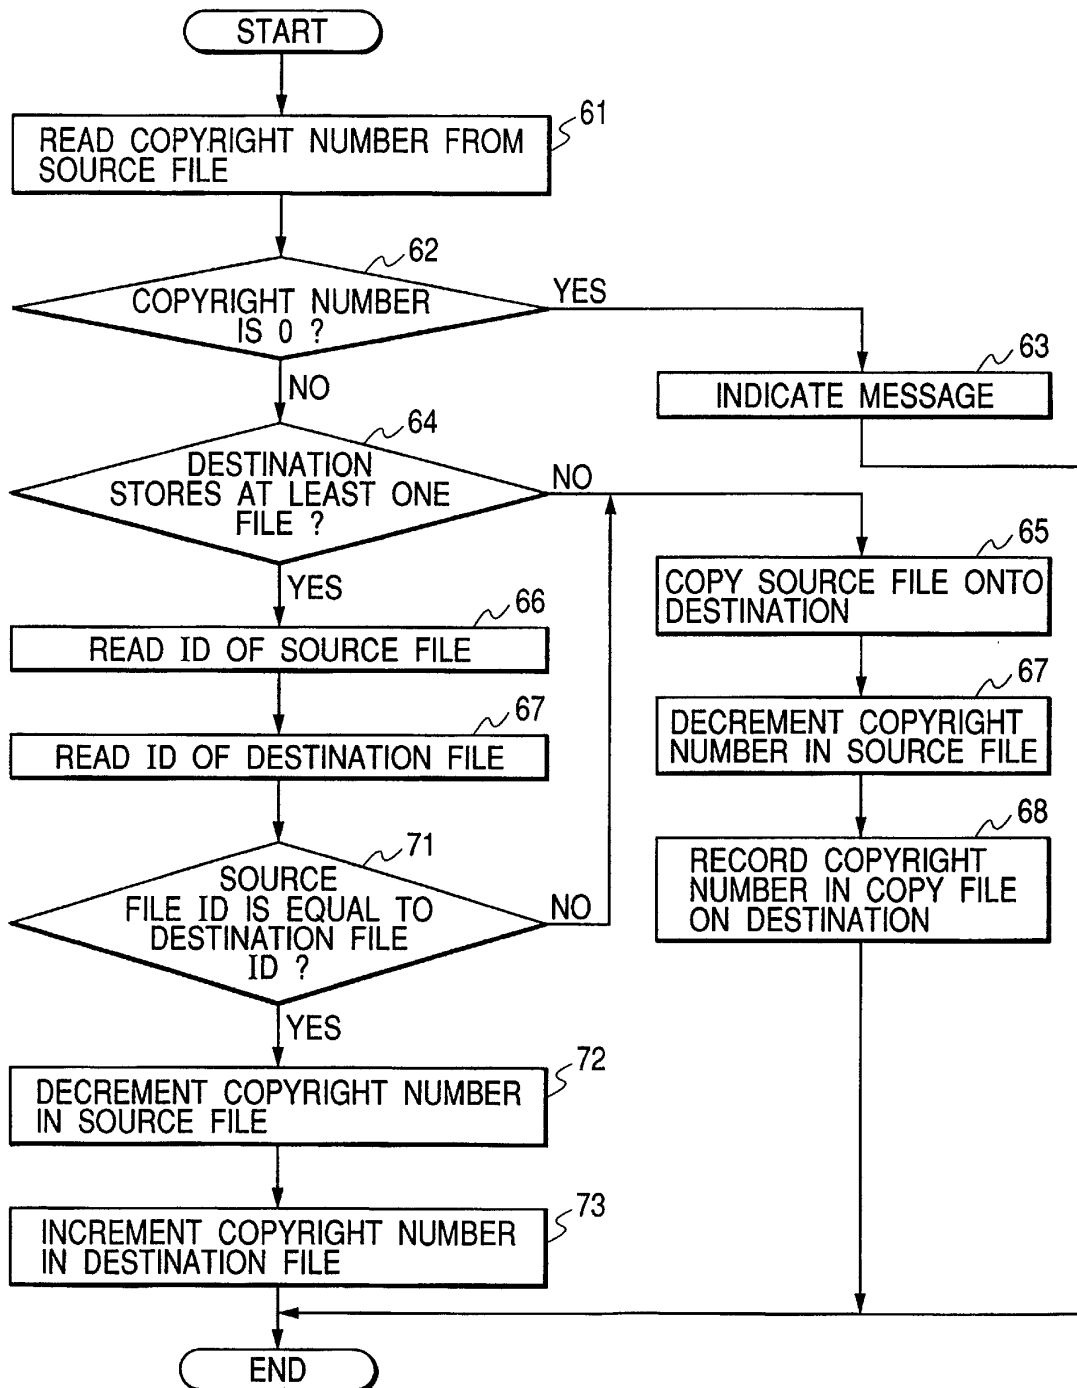 START
61
READ COPYRIGHT NUMBER FROM
SOURCE FILE
62
COPYRIGHT NUMBER
IS 0 ?
YES
NO
63
INDICATE MESSAGE
64
DESTINATION
STORES AT LEAST ONE
FILE ?
NO
YES
65
COPY SOURCE FILE ONTO
DESTINATION
66
READ ID OF SOURCE FILE
67
DECREMENT COPYRIGHT
NUMBER IN SOURCE FILE
67
READ ID OF DESTINATION FILE
68
RECORD COPYRIGHT
NUMBER IN COPY FILE
ON DESTINATION
71
SOURCE
FILE ID IS EQUAL TO
DESTINATION FILE
ID ?
NO
YES
72
DECREMENT COPYRIGHT NUMBER
IN SOURCE FILE
73
INCREMENT COPYRIGHT NUMBER
IN DESTINATION FILE
END